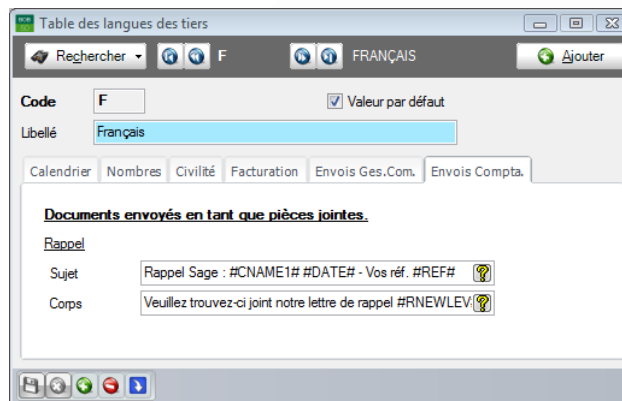 Table des langues des tiers
Rechercher F FRANÇAIS Ajouter
Code F Valeur par défaut
Libellé Français
Calendrier Nombres Civilité Facturation Envois Ges.Com. Envois Compta.
Documents envoyés en tant que pièces jointes.
Rappel
Sujet Rappel Sage : #CNAME1# #DATE# - Vos réf. #REF#
Corps Veuillez trouvez-ci joint notre lettre de rappel #RNEWLEV